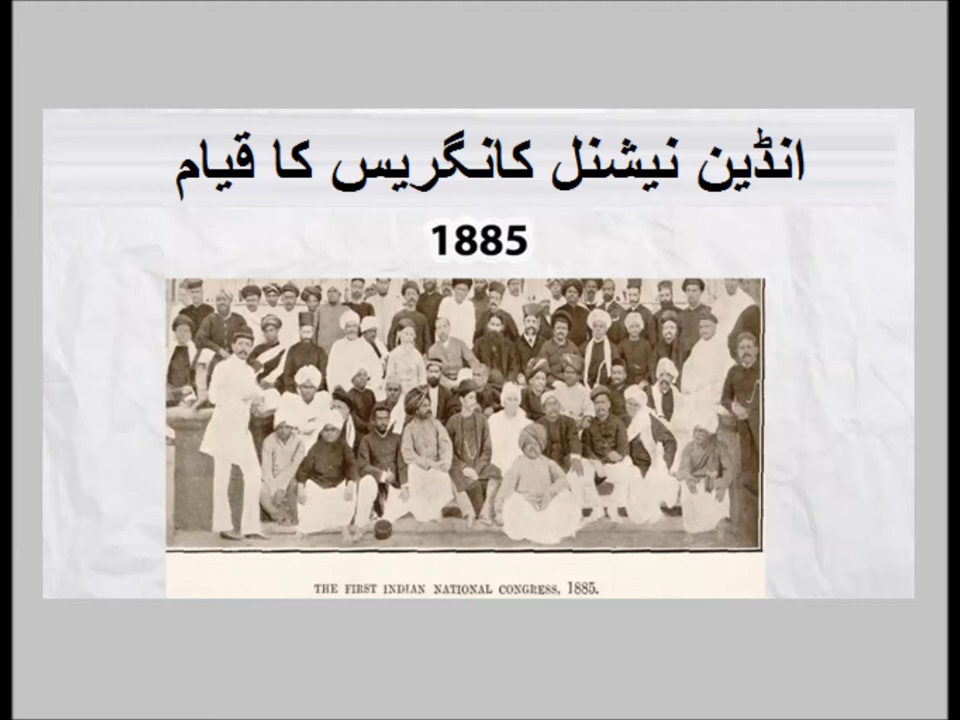 انڈین نیشنل کانگریس کا قیام
1885
THE FIRST INDIAN NATIONAL CONGRESS, 1885.